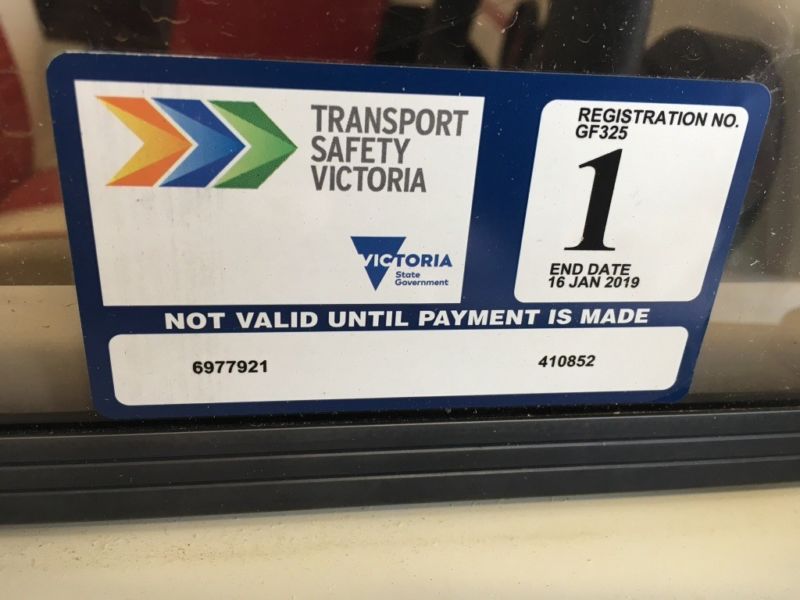 TRANSPORT
SAFETY
VICTORIA
VICTORIA
State
Government
REGISTRATION NO.
GF325
1
END DATE
16 JAN 2019
NOT VALID UNTIL PAYMENT IS MADE
6977921
410852